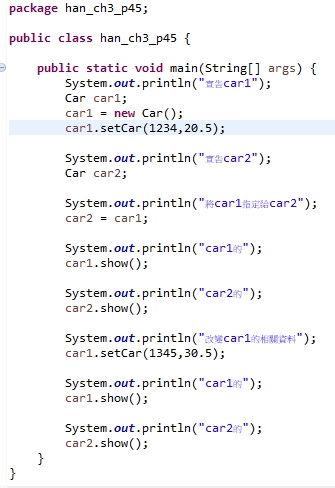 package han_ch3_p45;
public class han_ch3_p45 {
public static void main(String[] args) {
System.out.println("宣告car1");
Car car1;
car1 = new Car();
car1.setCar(1234,20.5);
System.out.println("宣告car2");
Car car2;
System.out.println("將car1指定給car2");
car2 = car1;
System.out.println("car1的");
car1.show();
System.out.println("car2的");
car2.show();
System.out.println("改變car1的相關資料");
car1.setCar(1345,30.5);
System.out.println("car1的");
car1.show();
System.out.println("car2的");
car2.show();
}
}